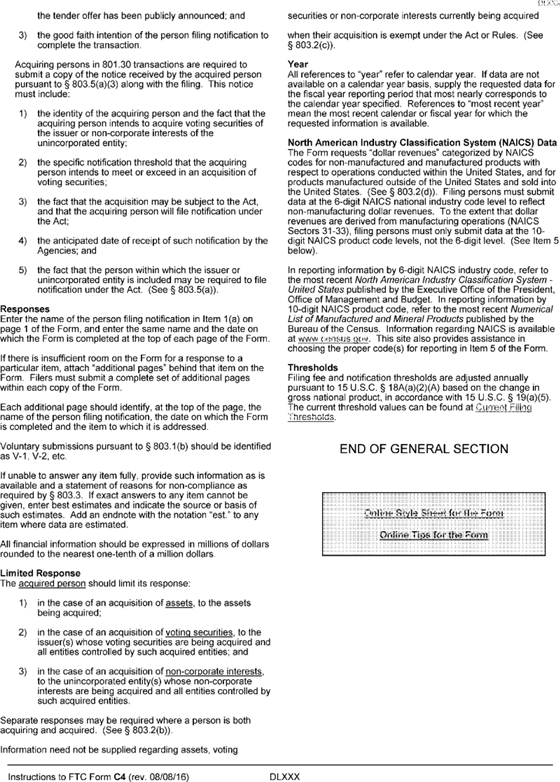 DLXXX
the tender offer has been publicly announced; and
3) the good faith intention of the person filing notification to
complete the transaction.
Acquiring persons in 801.30 transactions are required to
submit a copy of the notice received by the acquired person
pursuant to § 803.5(a)(3) along with the filing. This notice
must include:
1) the identity of the acquiring person and the fact that the
acquiring person intends to acquire voting securities of
the issuer or non-corporate interests of the
unincorporated entity;
2) the specific notification threshold that the acquiring
person intends to meet or exceed in an acquisition of
voting securities;
3) the fact that the acquisition may be subject to the Act,
and that the acquiring person will file notification under
the Act;
4) the anticipated date of receipt of such notification by the
Agencies; and
5) the fact that the person within which the issuer or
unincorporated entity is included may be required to file
notification under the Act. (See § 803.5(a)).
Responses
Enter the name of the person filing notification in Item 1(a) on
page 1 of the Form, and enter the same name and the date on
which the Form is completed at the top of each page of the Form.
If there is insufficient room on the Form for a response to a
particular item, attach “additional pages” behind that item on the
Form. Filers must submit a complete set of additional pages
within each copy of the Form.
Each additional page should identify, at the top of the page, the
name of the person filing notification, the date on which the Form
is completed and the item to which it is addressed.
Voluntary submissions pursuant to § 803.1(b) should be identified
as V-1, V-2, etc.
If unable to answer any item fully, provide such information as is
available and a statement of reasons for non-compliance as
required by § 803.3. If exact answers to any item cannot be
given, enter best estimates and indicate the source or basis of
such estimates. Add an endnote with the notation “est.” to any
item where data are estimated.
All financial information should be expressed in millions of dollars
rounded to the nearest one-tenth of a million dollars.
Limited Response
The acquired person should limit its response:
1) in the case of an acquisition of assets, to the assets
being acquired;
2) in the case of an acquisition of voting securities, to the
issuer(s) whose voting securities are being acquired and
all entities controlled by such acquired entities; and
3) in the case of an acquisition of non-corporate interests,
to the unincorporated entity(s) whose non-corporate
interests are being acquired and all entities controlled by
such acquired entities.
Separate responses may be required where a person is both
acquiring and acquired. (See § 803.2(b)).
Information need not be supplied regarding assets, voting
securities or non-corporate interests currently being acquired
when their acquisition is exempt under the Act or Rules. (See
§ 803.2(c)).
Year
All references to “year” refer to calendar year. If data are not
available on a calendar year basis, supply the requested data for
the fiscal year reporting period that most nearly corresponds to
the calendar year specified. References to “most recent year”
mean the most recent calendar or fiscal year for which the
requested information is available.
North American Industry Classification System (NAICS) Data
The Form requests “dollar revenues” categorized by NAICS
codes for non-manufactured and manufactured products with
respect to operations conducted within the United States, and for
products manufactured outside of the United States and sold into
the United States. (See § 803.2(d)). Filing persons must submit
data at the 6-digit NAICS national industry code level to reflect
non-manufacturing dollar revenues. To the extent that dollar
revenues are derived from manufacturing operations (NAICS
Sectors 31-33), filing persons must only submit data at the 10-
digit NAICS product code levels, not the 6-digit level. (See Item 5
below).
In reporting information by 6-digit NAICS industry code, refer to
the most recent North American Industry Classification System -
United States published by the Executive Office of the President,
Office of Management and Budget. In reporting information by
10-digit NAICS product code, refer to the most recent Numerical
List of Manufactured and Mineral Products published by the
Bureau of the Census. Information regarding NAICS is available
at www.census.gov. This site also provides assistance in
choosing the proper code(s) for reporting in Item 5 of the Form.
Thresholds
Filing fee and notification thresholds are adjusted annually
pursuant to 15 U.S.C. § 18A(a)(2)(A) based on the change in
gross national product, in accordance with 15 U.S.C. § 19(a)(5).
The current threshold values can be found at Current Filing
Thresholds.
END OF GENERAL SECTION
Online Style Sheet for the Form
Online Tips for the Form
Instructions to FTC Form C4 (rev. 08/08/16) DLXXX